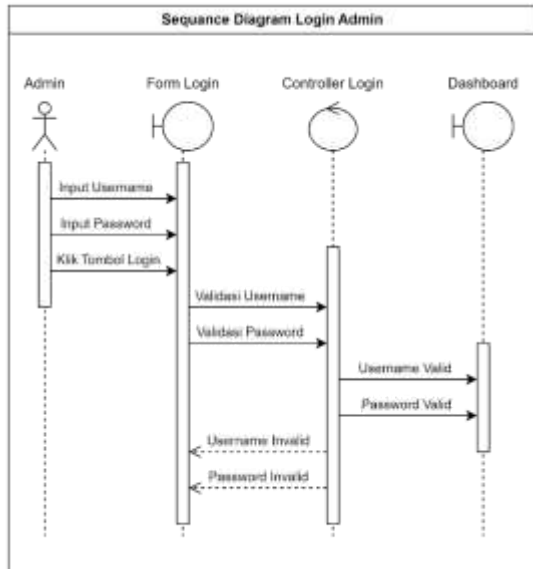 Sequance Diagram Login Admin
Admin
Form Login
Controller Login
Dashboard
Input Username
Input Password
Klik Tombol Login
Validasi Username
Validasi Password
Username Valid
Password Valid
Username Invalid
Password Invalid